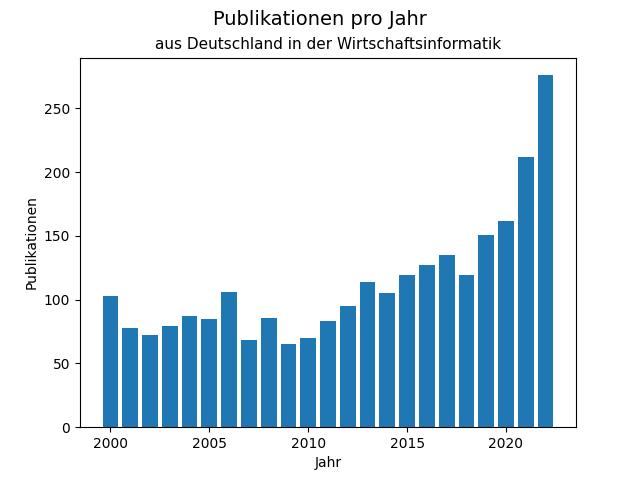 Publikationen pro Jahr
aus Deutschland in der Wirtschaftsinformatik
250
200
150
100
50
0
Publikationen
2000 2005 2010 2015 2020
Jahr